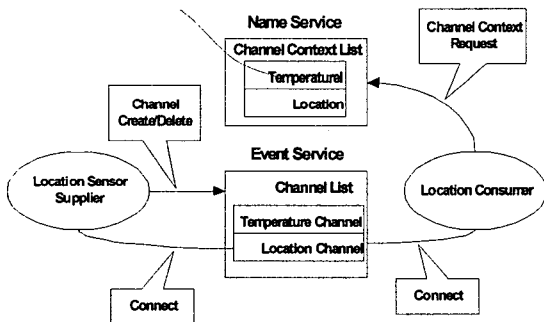 Name Service
Channel Context List
Temperaturel
Location
Channel Context
Request
Channel
Create/Delete
Event Service
Channel List
Temperature Channel
Location Channel
Location Sensor
Supplier
Location Consumer
Connect
Connect